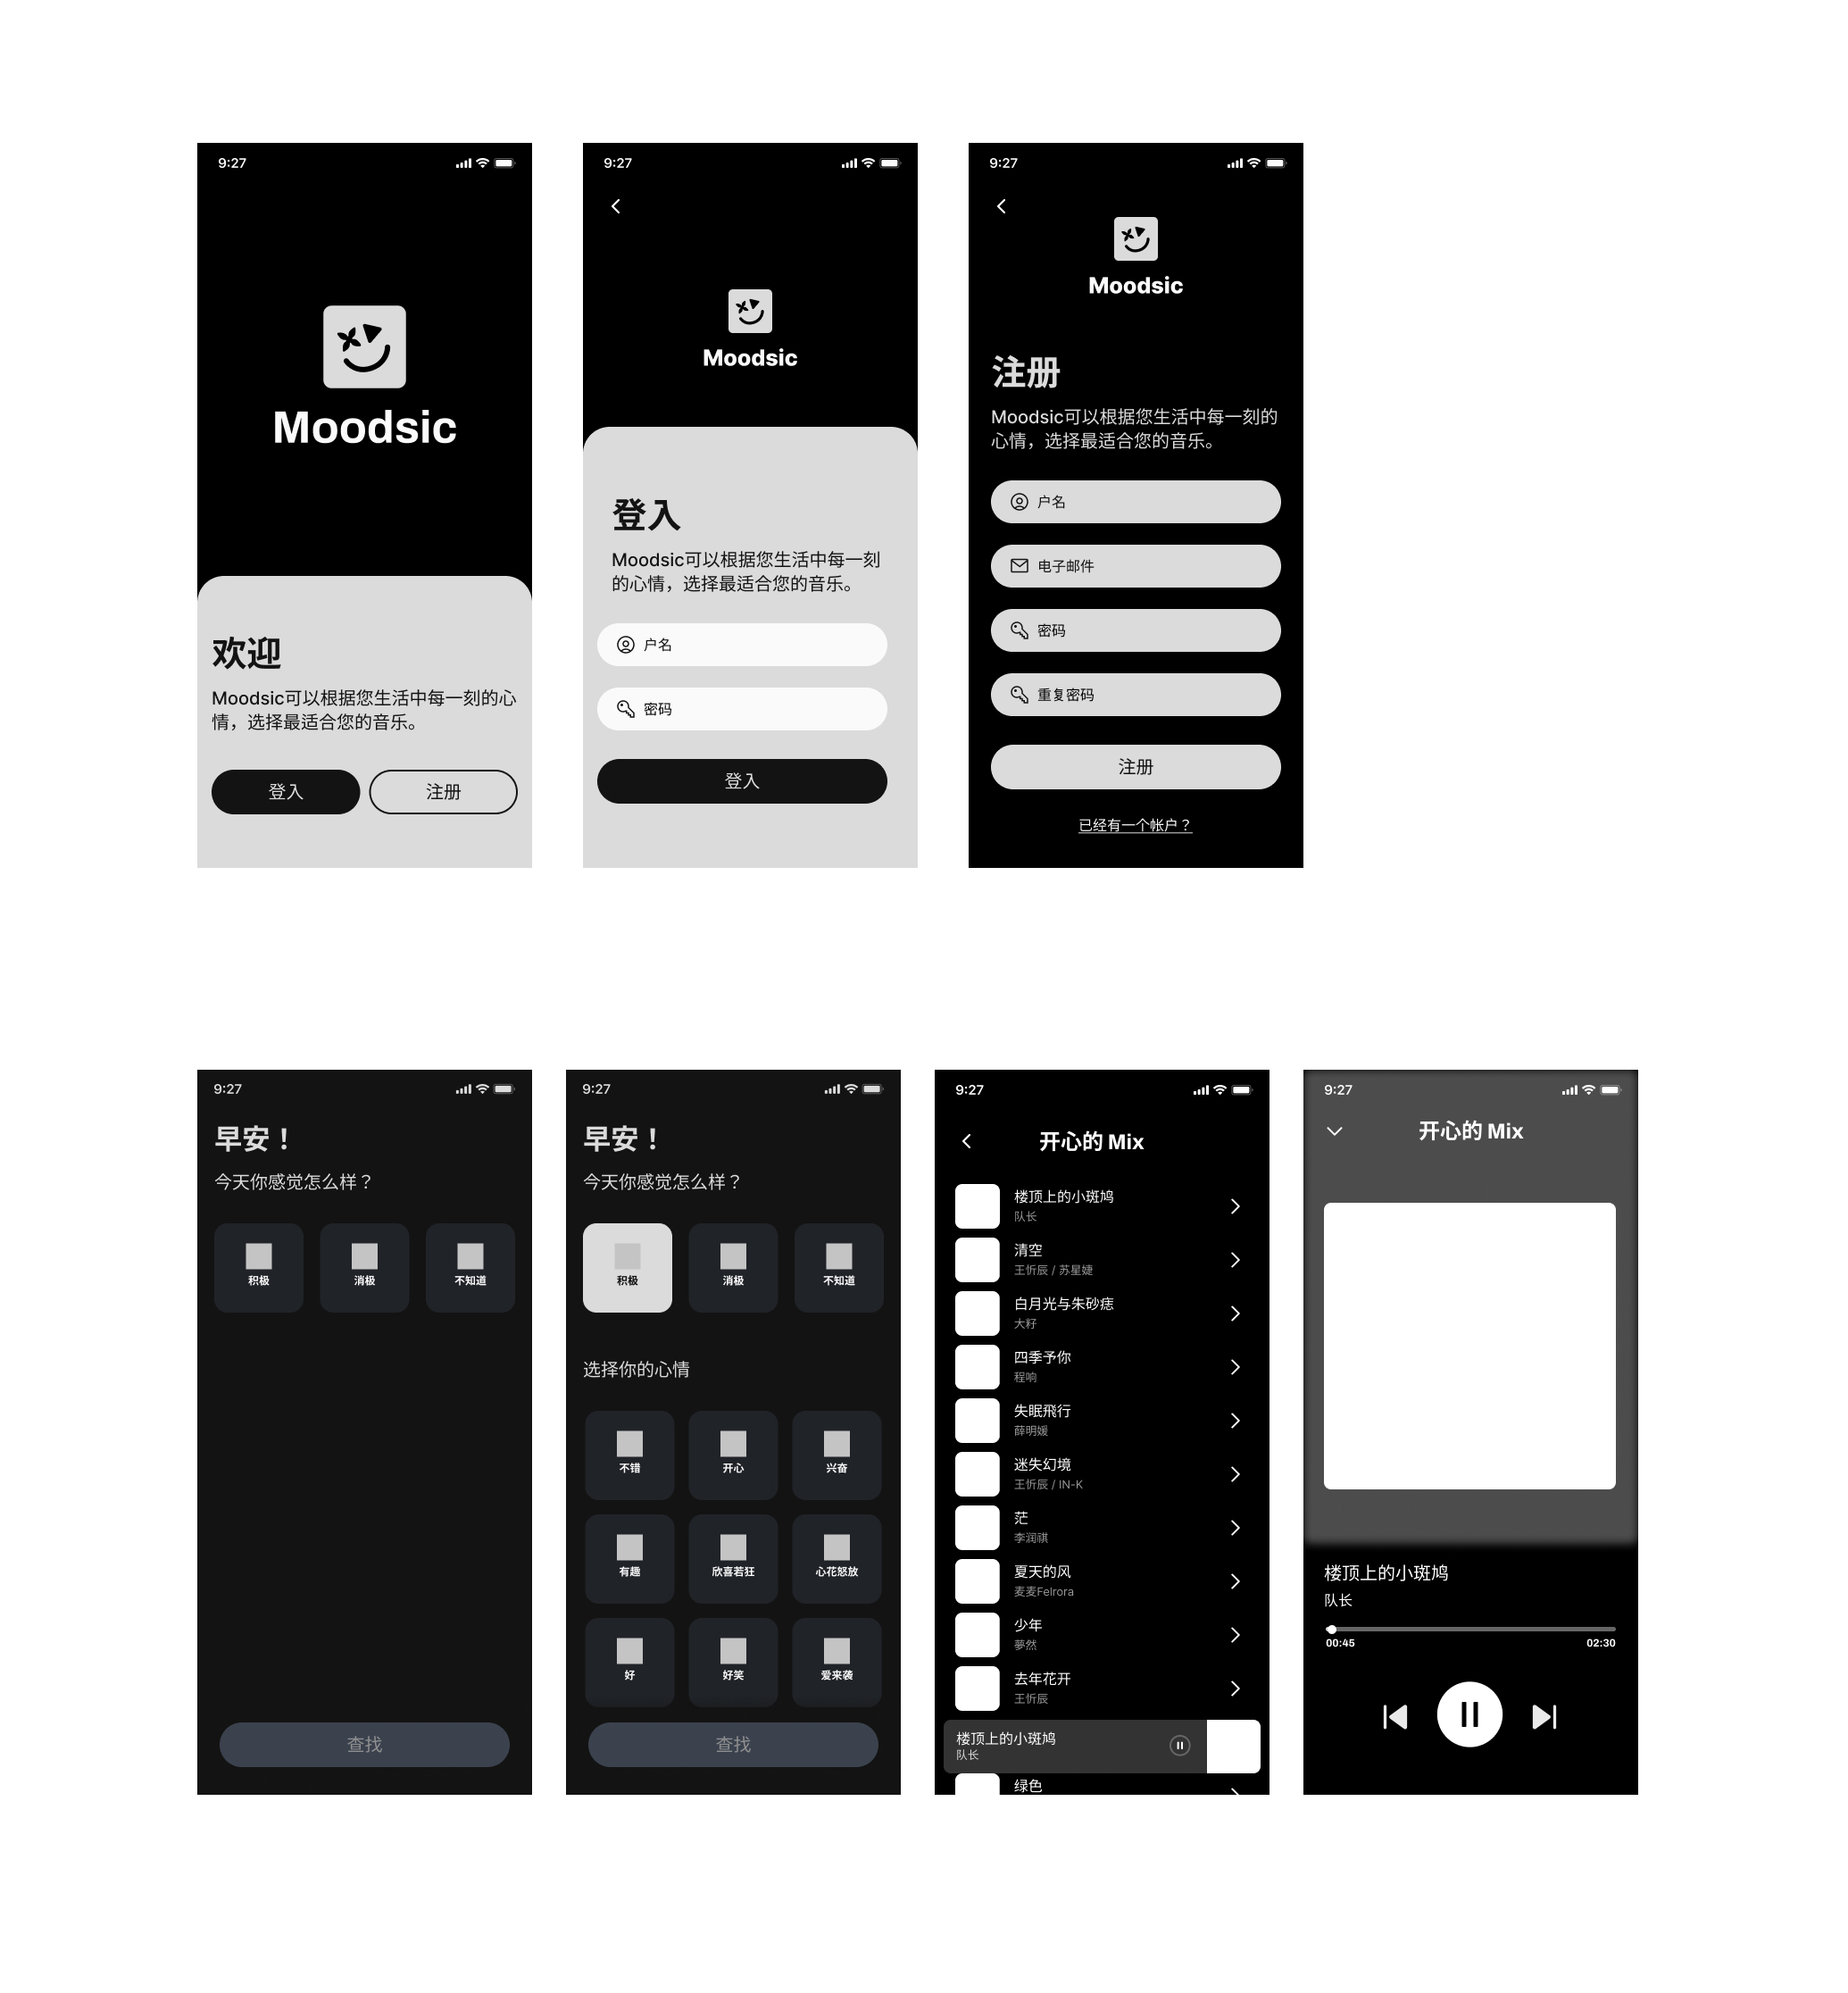 9:27
Moodsic
欢迎
Moodsic可以根据您生活中每一刻的心
情，选择最适合您的音乐。
登入
注册
9:27
Moodsic
登入
Moodsic可以根据您生活中每一刻
的心情，选择最适合您的音乐。
户名
密码
登入
9:27
Moodsic
注册
Moodsic可以根据您生活中每一刻的
心情，选择最适合您的音乐。
户名
电子邮件
密码
重复密码
注册
已经有一个帐户？
9:27
早安！
今天你感觉怎么样？
积极
消极
不知道
查找
9:27
早安！
今天你感觉怎么样？
积极
消极
不知道
选择你的心情
不错
开心
兴奋
有趣
欣喜若狂
心花怒放
好
好笑
爱来袭
查找
9:27
开心的 Mix
楼顶上的小斑鸠
队长
清空
王忻辰 / 苏星婕
白月光与朱砂痣
大籽
四季予你
程响
失眠飛行
薛明媛
迷失幻境
王忻辰 / IN-K
茫
李润祺
夏天的风
麦麦Felrora
少年
夢然
去年花开
王忻辰
楼顶上的小斑鸠
队长
绿色
9:27
开心的 Mix
楼顶上的小斑鸠
队长
00:45
02:30